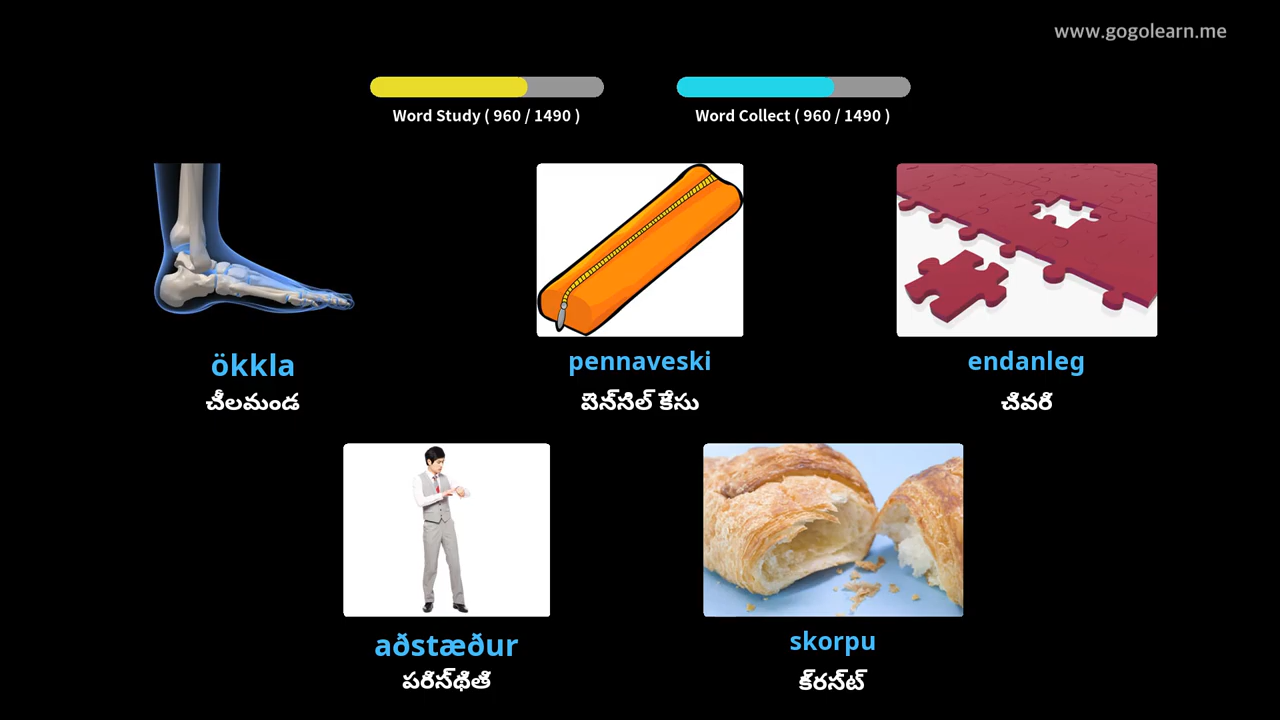 www.gogolearn.me
Word Study ( 960 / 1490 )
Word Collect ( 960 / 1490 )
ökkla
చీలమండ
pennaveski
పెన్‌సిల్ కేసు
endanleg
చివరి
aðstæður
పరిస్‌థితి
skorpu
క్‌రస్‌ట్